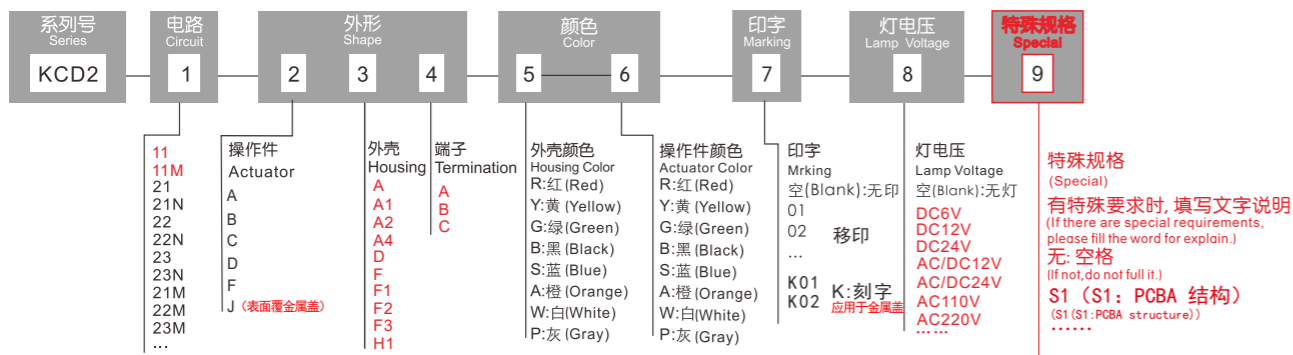 系列号
Series
KCD2
电路
Circuit
1
外形
Shape
2 3 4
颜色
Color
5 6
印字
Marking
7
灯电压
Lamp Voltage
8
特殊规格
Special
9
11
11M
21
21N
22
22N
23
23N
21M
22M
23M
...
操作件
Actuator
A
B
C
D
F
J（表面覆金属盖）
外壳
Housing
A
A1
A2
A4
D
F
F1
F2
F3
H1
端子
Termination
A
B
C
外壳颜色
Housing Color
R:红(Red)
Y:黄(Yellow)
G:绿(Green)
B:黑(Black)
S:蓝(Blue)
A:橙(Orange)
W:白(White)
P:灰(Gray)
操作件颜色
Actuator Color
R:红(Red)
Y:黄(Yellow)
G:绿(Green)
B:黑(Black)
S:蓝(Blue)
A:橙(Orange)
W:白(White)
P:灰(Gray)
印字
Mrking
空(Blank):无印
01
02 移印
...
K01
K02 K:刻字
应用于金属盖
灯电压
Lamp Voltage
空(Blank):无灯
DC6V
DC12V
DC24V
AC/DC12V
AC/DC24V
AC110V
AC220V
······
特殊规格
(Special)
有特殊要求时, 填写文字说明
(If there are special requirements,
please fill the word for explain.)
无: 空格
(If not,do not full it.)
S1（S1: PCBA 结构）
(S1(S1:PCBA structure))
······